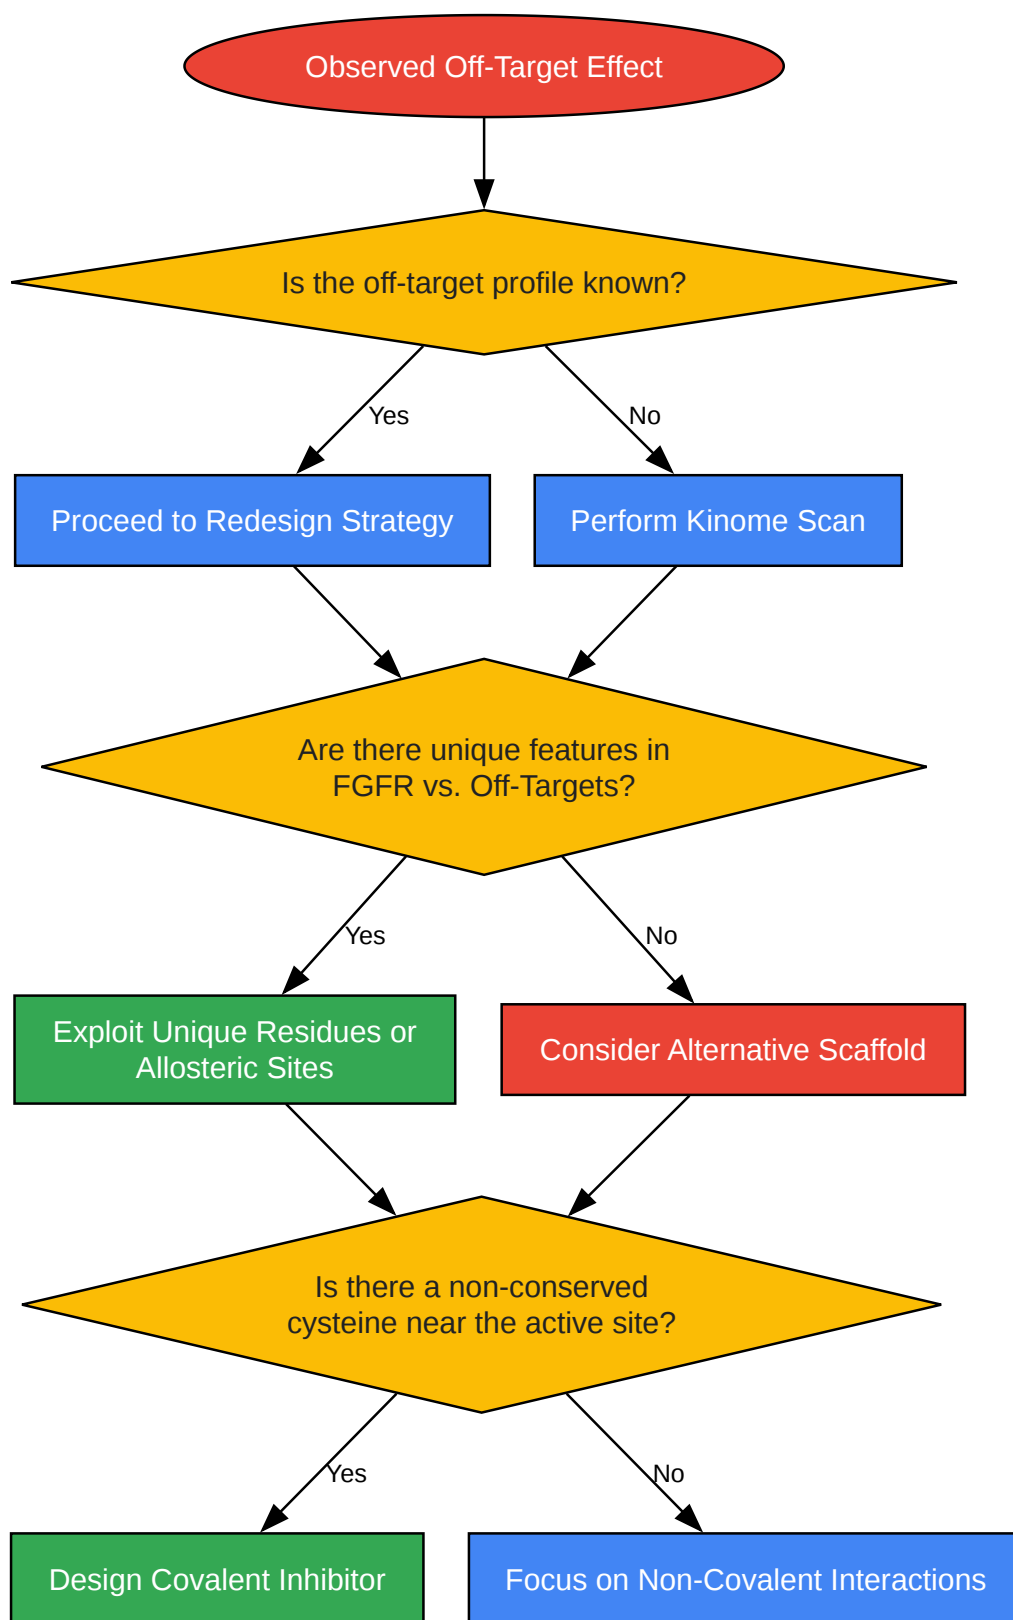 Observed Off-Target Effect
Is the off-target profile known?
Yes
No
Proceed to Redesign Strategy
Perform Kinome Scan
Are there unique features in
FGFR vs. Off-Targets?
Yes
No
Exploit Unique Residues or
Allosteric Sites
Consider Alternative Scaffold
Is there a non-conserved
cysteine near the active site?
Yes
No
Design Covalent Inhibitor
Focus on Non-Covalent Interactions